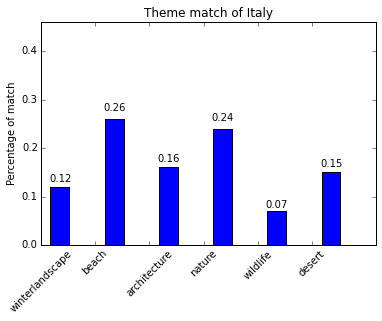 Theme match of Italy
Percentage of match
0.4
0.3
0.2
0.1
0.0
0.12
0.26
0.16
0.24
0.07
0.15
winterlandscape
beach
architecture
nature
wildlife
desert